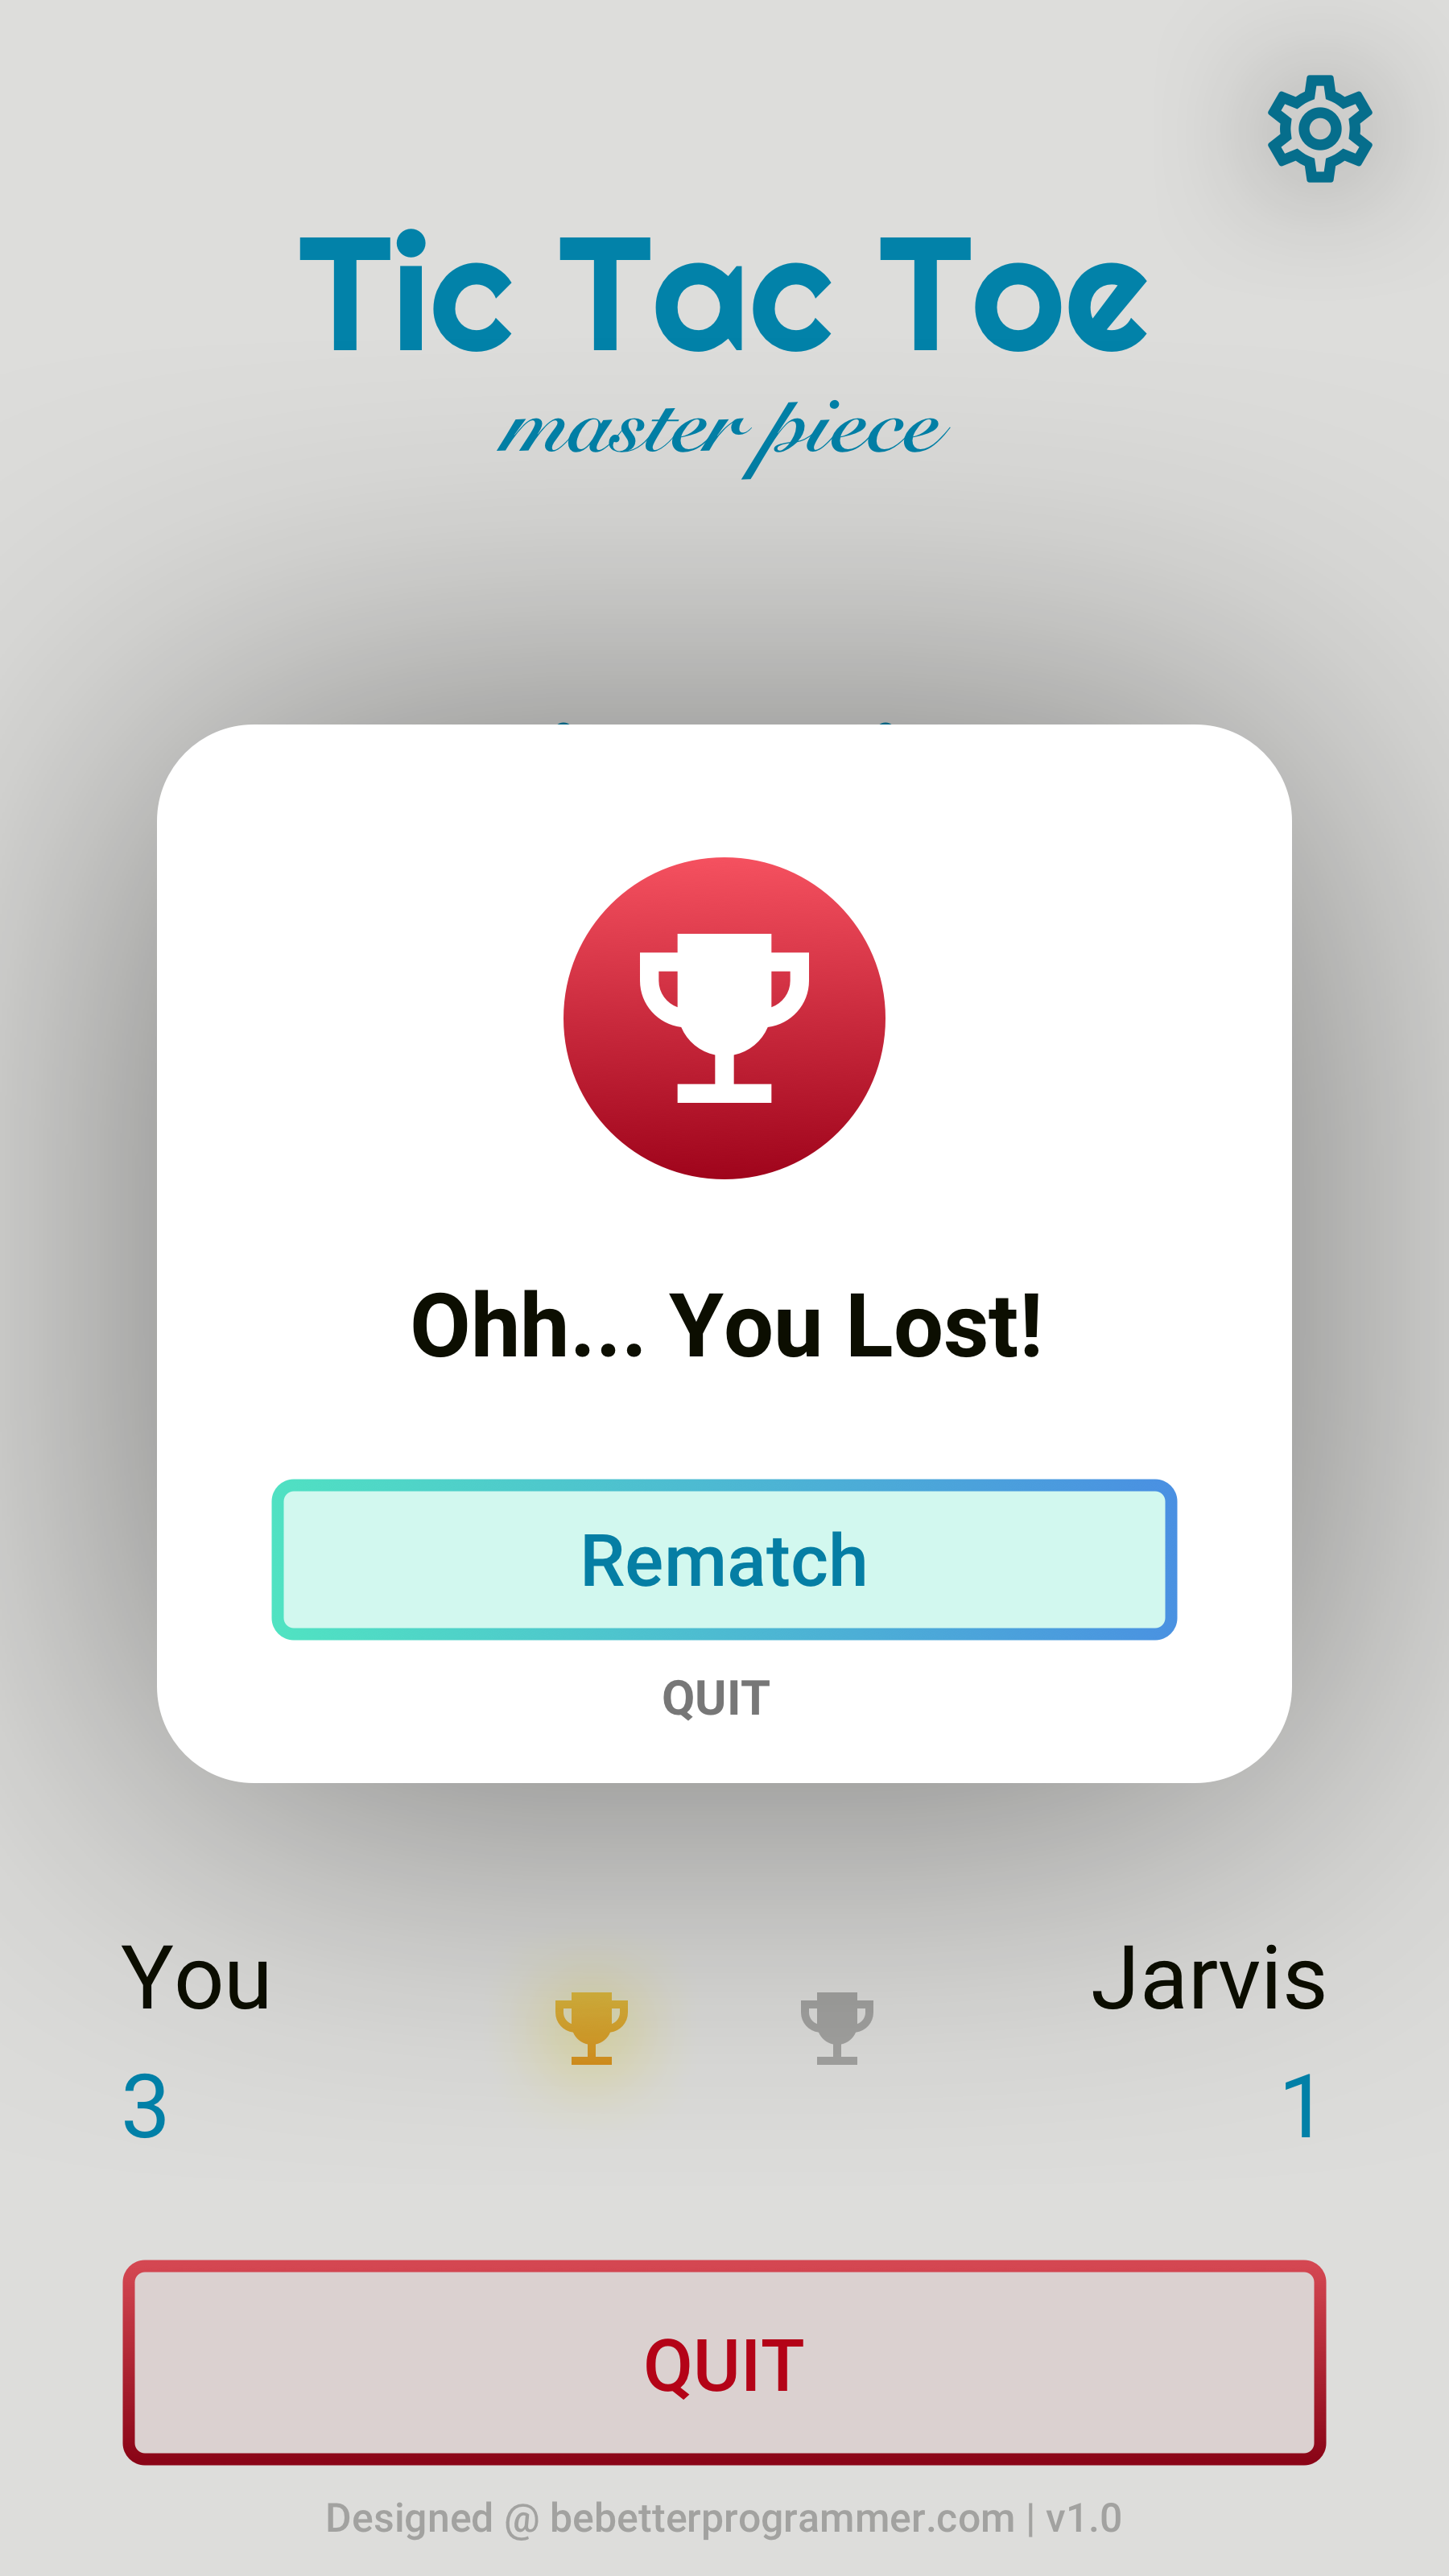 Tic Tac Toe
master piece
Ohh... You Lost!
Rematch
QUIT
You
Jarvis
3
1
QUIT
Designed @ bebetterprogrammer.com | v1.0